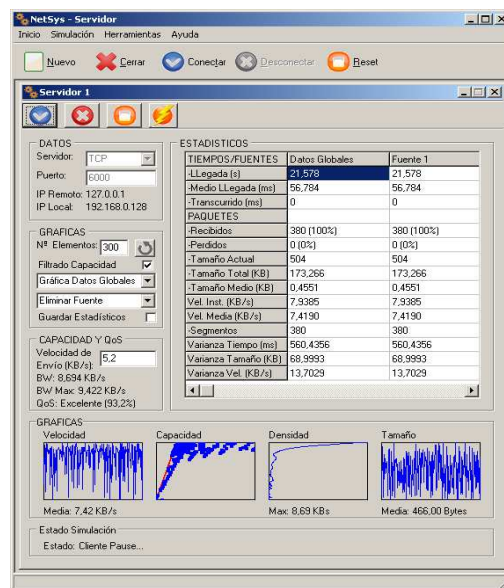 NetSys - Servidor
Inicio Simulación Herramientas Ayuda
Nuevo Cerrar Conectar Desconectar Reset
Servidor 1
DATOS
Servidor: TCP
Puerto: 6000
IP Remoto: 127.0.0.1
IP Local: 192.168.0.128
GRAFICAS
Nº Elementos: 300
Filtrado Capacidad
Gráfica Datos Globales
Eliminar Fuente
Guardar Estadísticos
CAPACIDAD Y QoS
Velocidad de
Envío (KB/s): 5,2
BW: 8,694 KB/s
BW Max: 9,422 KB/s
QoS: Excelente (93,2%)
ESTADISTICOS
TIEMPOS/FUENTES Datos Globales Fuente 1
-LLegada (s) 21,578 21,578
-Medio LLegada (ms) 56,784 56,784
-Transcurrido (ms) 0 0
PAQUETES
-Recibidos 380 (100%) 380 (100%)
-Perdidos 0 (0%) 0 (0%)
-Tamaño Actual 504 504
-Tamaño Total (KB) 173,266 173,266
-Tamaño Medio (KB) 0,4551 0,4551
Vel. Inst. (KB/s) 7,9385 7,9385
Vel. Media (KB/s) 7,4190 7,4190
-Segmentos 380 380
Varianza Tiempo (ms) 560,4356 560,4356
Varianza Tamaño (KB) 68,9993 68,9993
Varianza Vel. (KB/s) 13,7029 13,7029
GRAFICAS
Velocidad Capacidad Densidad Tamaño
Media: 7,42 KB/s Max: 8,69 KBs Media: 466,00 Bytes
Estado Simulación
Estado: Cliente Pause...